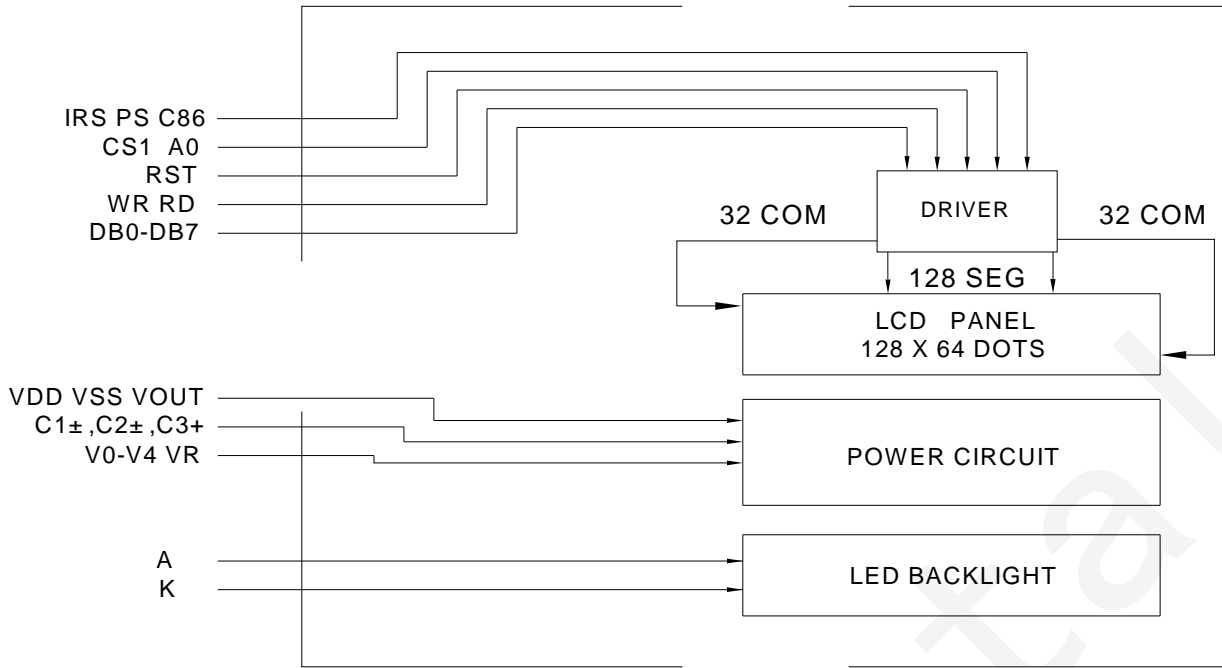 IRS PS C86
CS1 A0
RST
WR RD
DB0-DB7
DRIVER
32 COM
32 COM
128 SEG
LCD PANEL
128 X 64 DOTS
VDD VSS VOUT
C1±,C2±,C3+
V0-V4 VR
POWER CIRCUIT
A
K
LED BACKLIGHT
tal